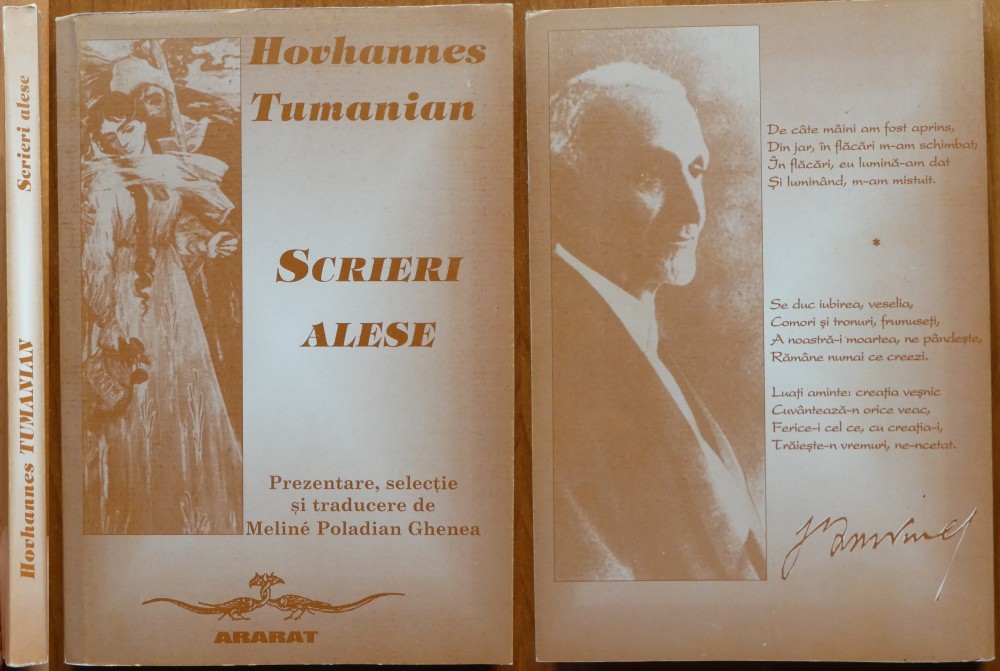 Hovhannes TUMANIAN Scrieri alese
Hovhannes
Tumanian
SCRIERI
ALESE
Prezentare, selecție
și traducere de
Meliné Poladian Ghenea
ARARAT
De câte mâini am fost aprins,
Din jar, în flăcări m-am schimbat,
În flăcări, eu lumină-am dat
Și luminând, m-am mistuit.
*
Se duc iubirea, veselia,
Comori și tronuri, frumuseți,
A noastră-i moartea, ne pândește,
Rămâne numai ce creezi.
Luați aminte: creația veșnic
Cuvântează-n orice veac,
Ferice-i cel ce, cu creația-i,
Trăiește-n vremuri, ne-ncetat.